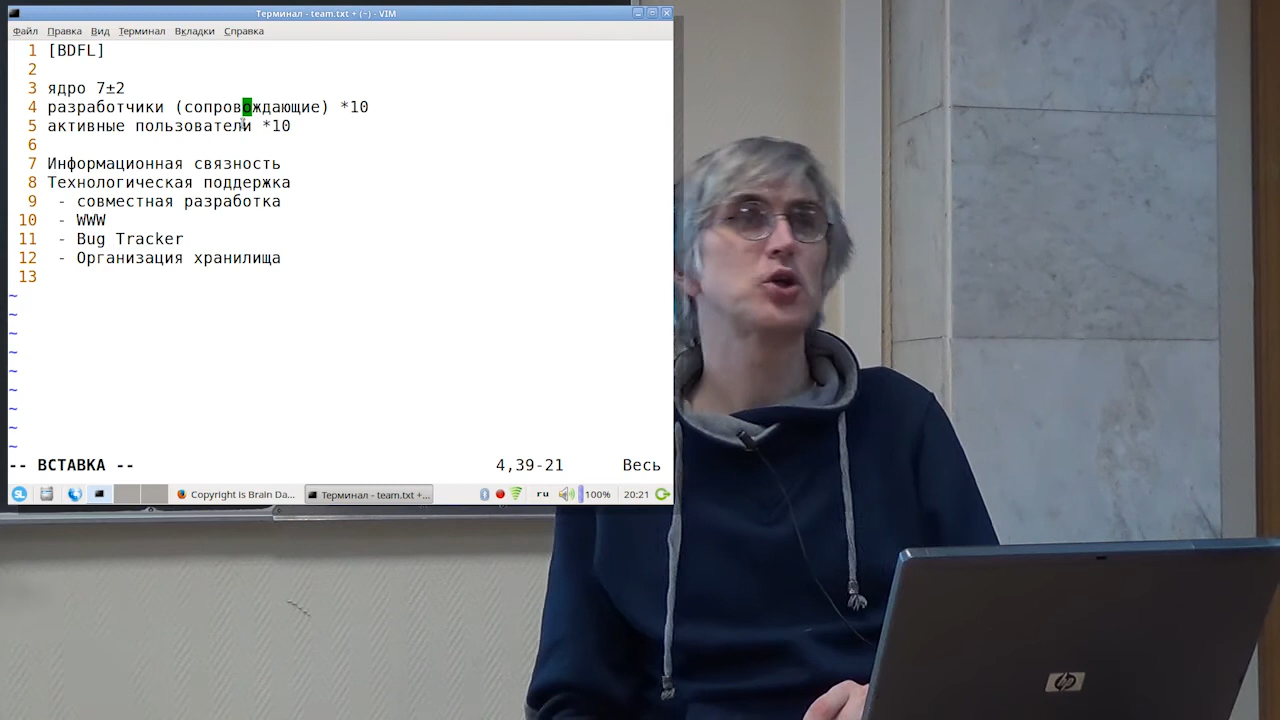 Терминал - team.txt + (~) - VIM
Файл Правка Вид Терминал Вкладки Справка
1 [BDFL]
2
3 ядро 7±2
4 разработчики (сопровождающие) *10
5 активные пользователи *10
6
7 Информационная связность
8 Технологическая поддержка
9 - совместная разработка
10 - WWW
11 - Bug Tracker
12 - Организация хранилища
13
~
~
~
~
~
~
~
~
~
-- ВСТАВКА -- 4,39-21 Весь
SL Copyright is Brain Da... Терминал - team.txt +... ru 100% 20:21
hp